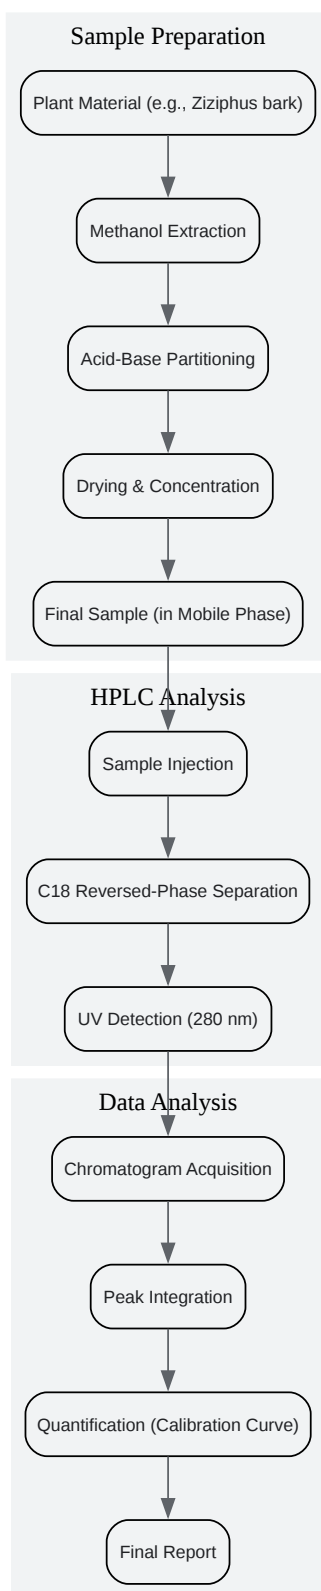 Sample Preparation
Plant Material (e.g., Ziziphus bark)
Methanol Extraction
Acid-Base Partitioning
Drying & Concentration
Final Sample (in Mobile Phase)
HPLC Analysis
Sample Injection
C18 Reversed-Phase Separation
UV Detection (280 nm)
Data Analysis
Chromatogram Acquisition
Peak Integration
Quantification (Calibration Curve)
Final Report